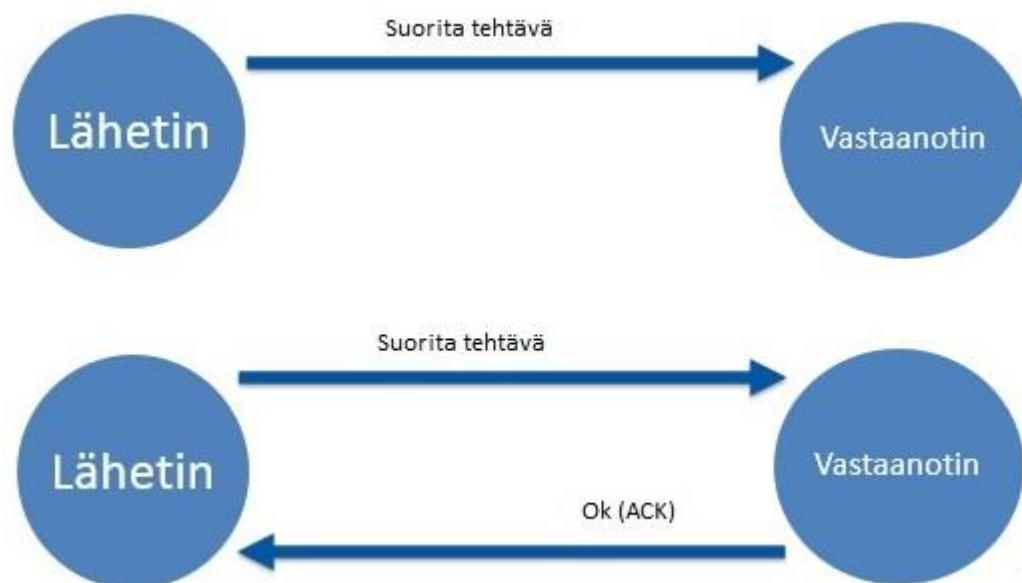 Suorita tehtävä
Lähetin
Vastaanotin
Suorita tehtävä
Lähetin
Vastaanotin
Ok (ACK)